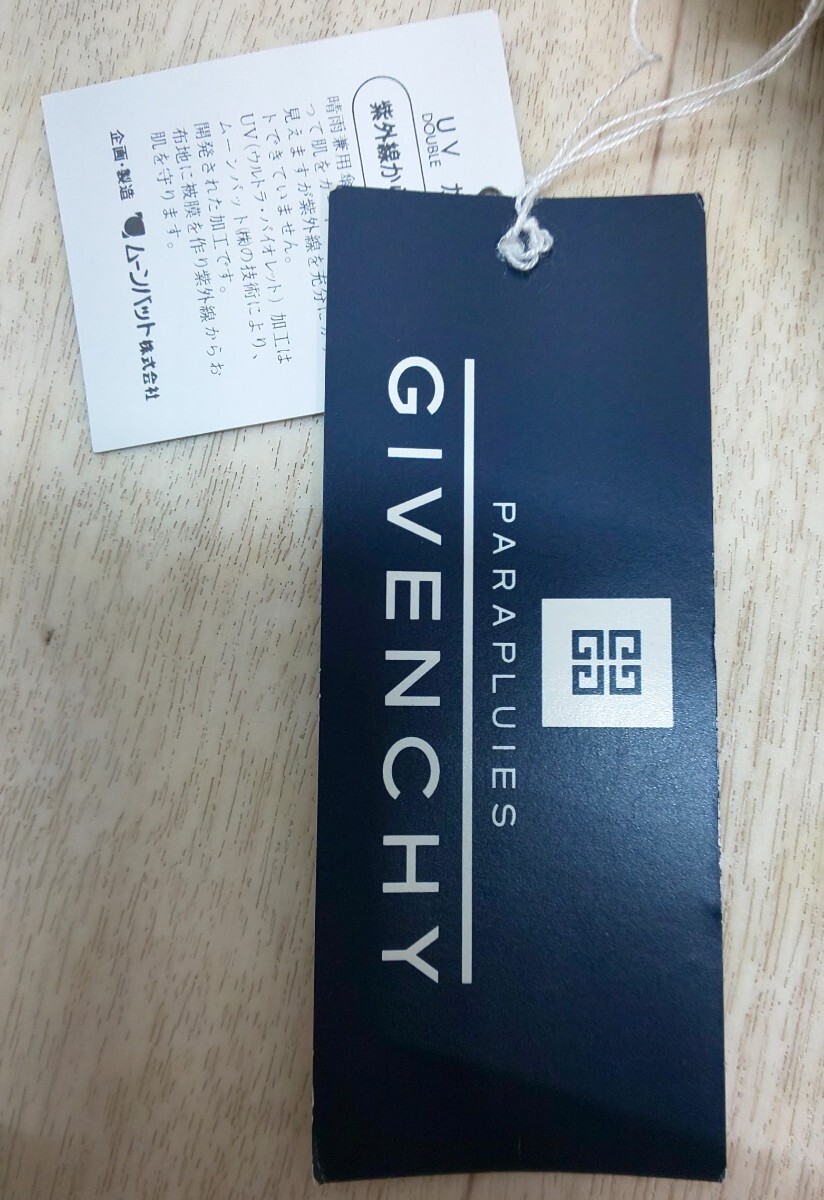 PARAPLUIES
GIVENCHY
UV
DOUBLE
紫外線か
晴雨兼用
って肌を
見えますが紫外線を充分に
トできていません。
UV(ウルトラ・バイオレット)加工は
ムーンバット㈱の技術により、
開発された加工です。
布地に被膜を作り紫外線からお
肌を守ります。
企画・製造 ムーンバット株式会社